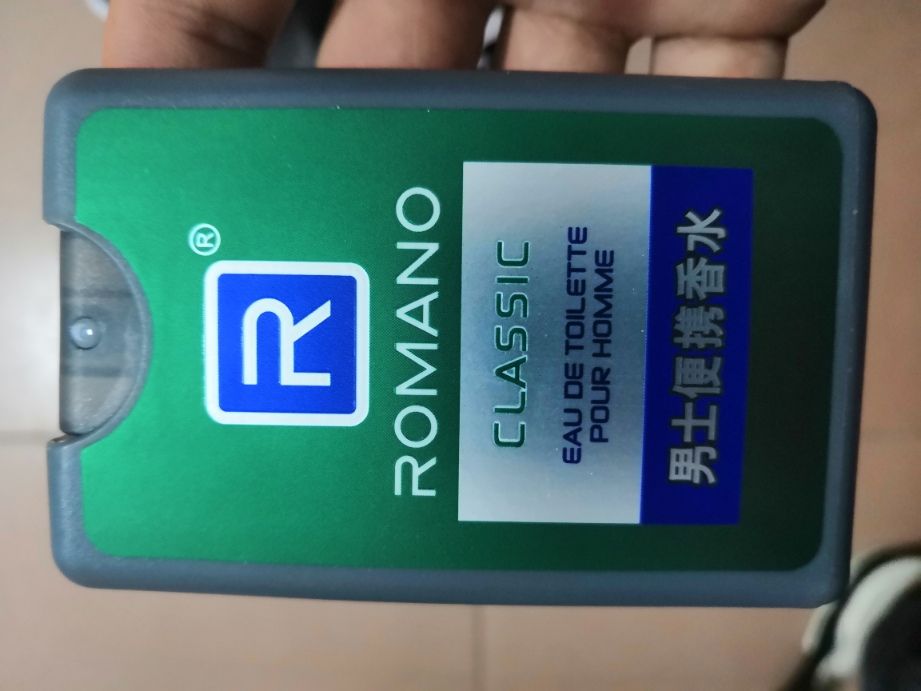 ®
R
ROMANO
CLASSIC
EAU DE TOILETTE
POUR HOMME
男士便携香水